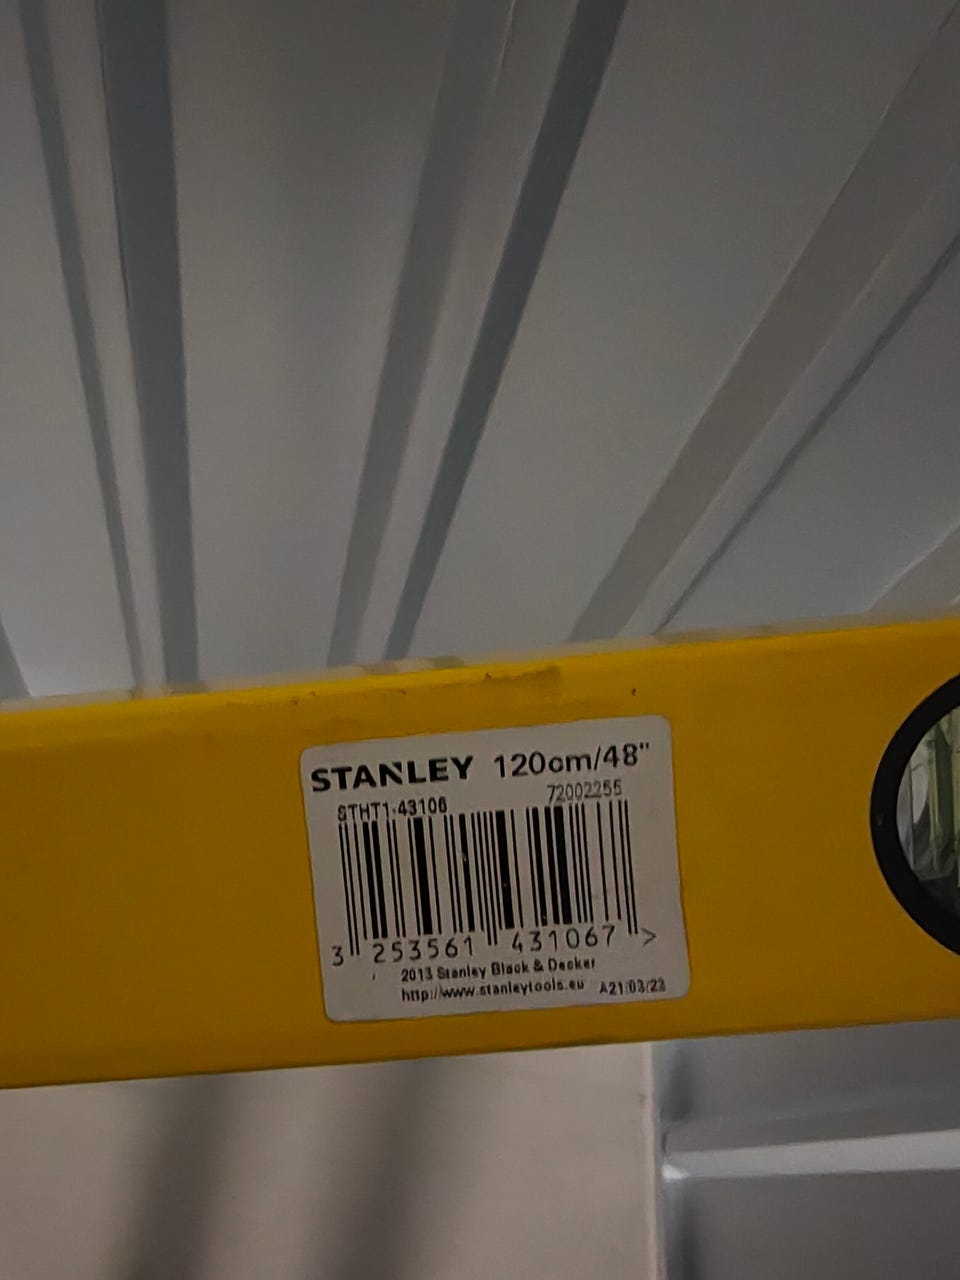 STANLEY 120cm/48"
STHT1-43106 72002255
3 253561 431067 >
2013 Stanley Black & Decker
http://www.stanleytools.eu A21/03/23